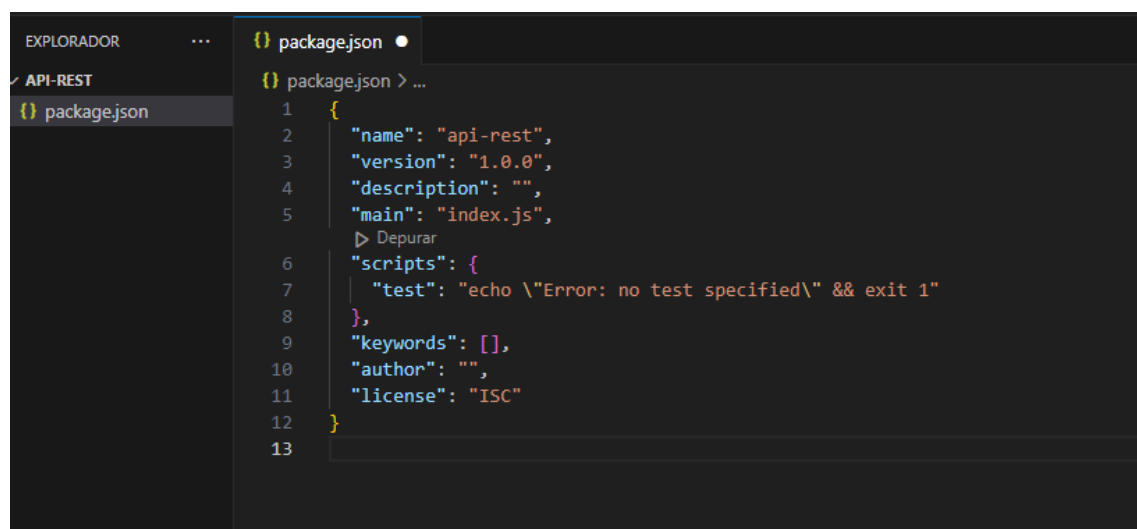 EXPLORADOR ...
API-REST
{} package.json
{} package.json ●
{} package.json > ...
1 {
2 "name": "api-rest",
3 "version": "1.0.0",
4 "description": "",
5 "main": "index.js",
Depurar
6 "scripts": {
7 "test": "echo \"Error: no test specified\" && exit 1"
8 },
9 "keywords": [],
10 "author": "",
11 "license": "ISC"
12 }
13